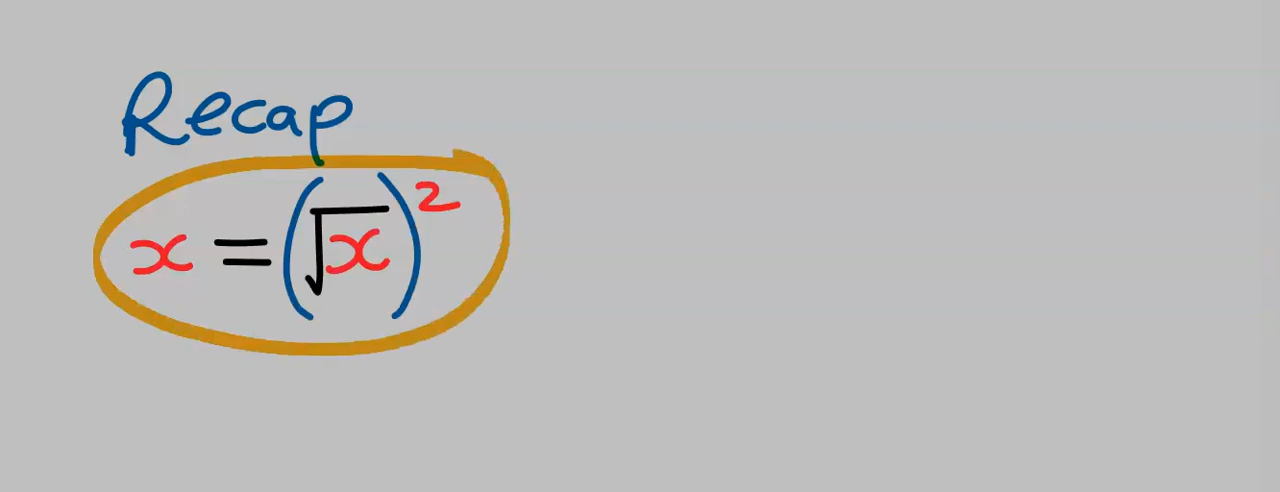 Recap
x = (√x)²